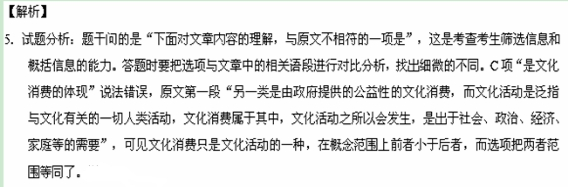 【解析】
5. 试题分析：题干问的是“下面对文章内容的理解，与原文不相符的一项是”，这是考查考生筛选信息和
概括信息的能力。答题时要把选项与文章中的相关语段进行对比分析，找出细微的不同。C项“是文化
消费的体现”说法错误，原文第一段“另一类是由政府提供的公益性的文化消费，而文化活动是泛指
与文化有关的一切人类活动，文化消费属于其中，文化活动之所以会发生，是出于社会、政治、经济、
家庭等的需要”，可见文化消费只是文化活动的一种，在概念范围上前者小于后者，而选项把两者范
围等同了。